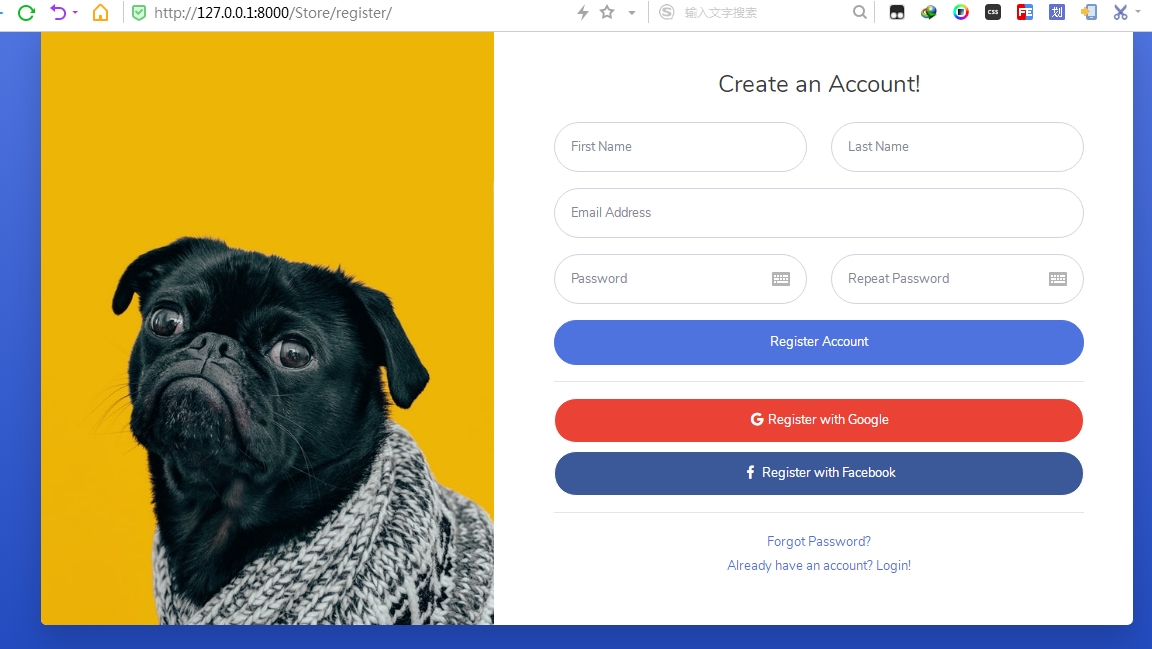 http://127.0.0.1:8000/Store/register/
输入文字搜索
CSS
FE
划
Create an Account!
First Name
Last Name
Email Address
Password
Repeat Password
Register Account
G Register with Google
f Register with Facebook
Forgot Password?
Already have an account? Login!